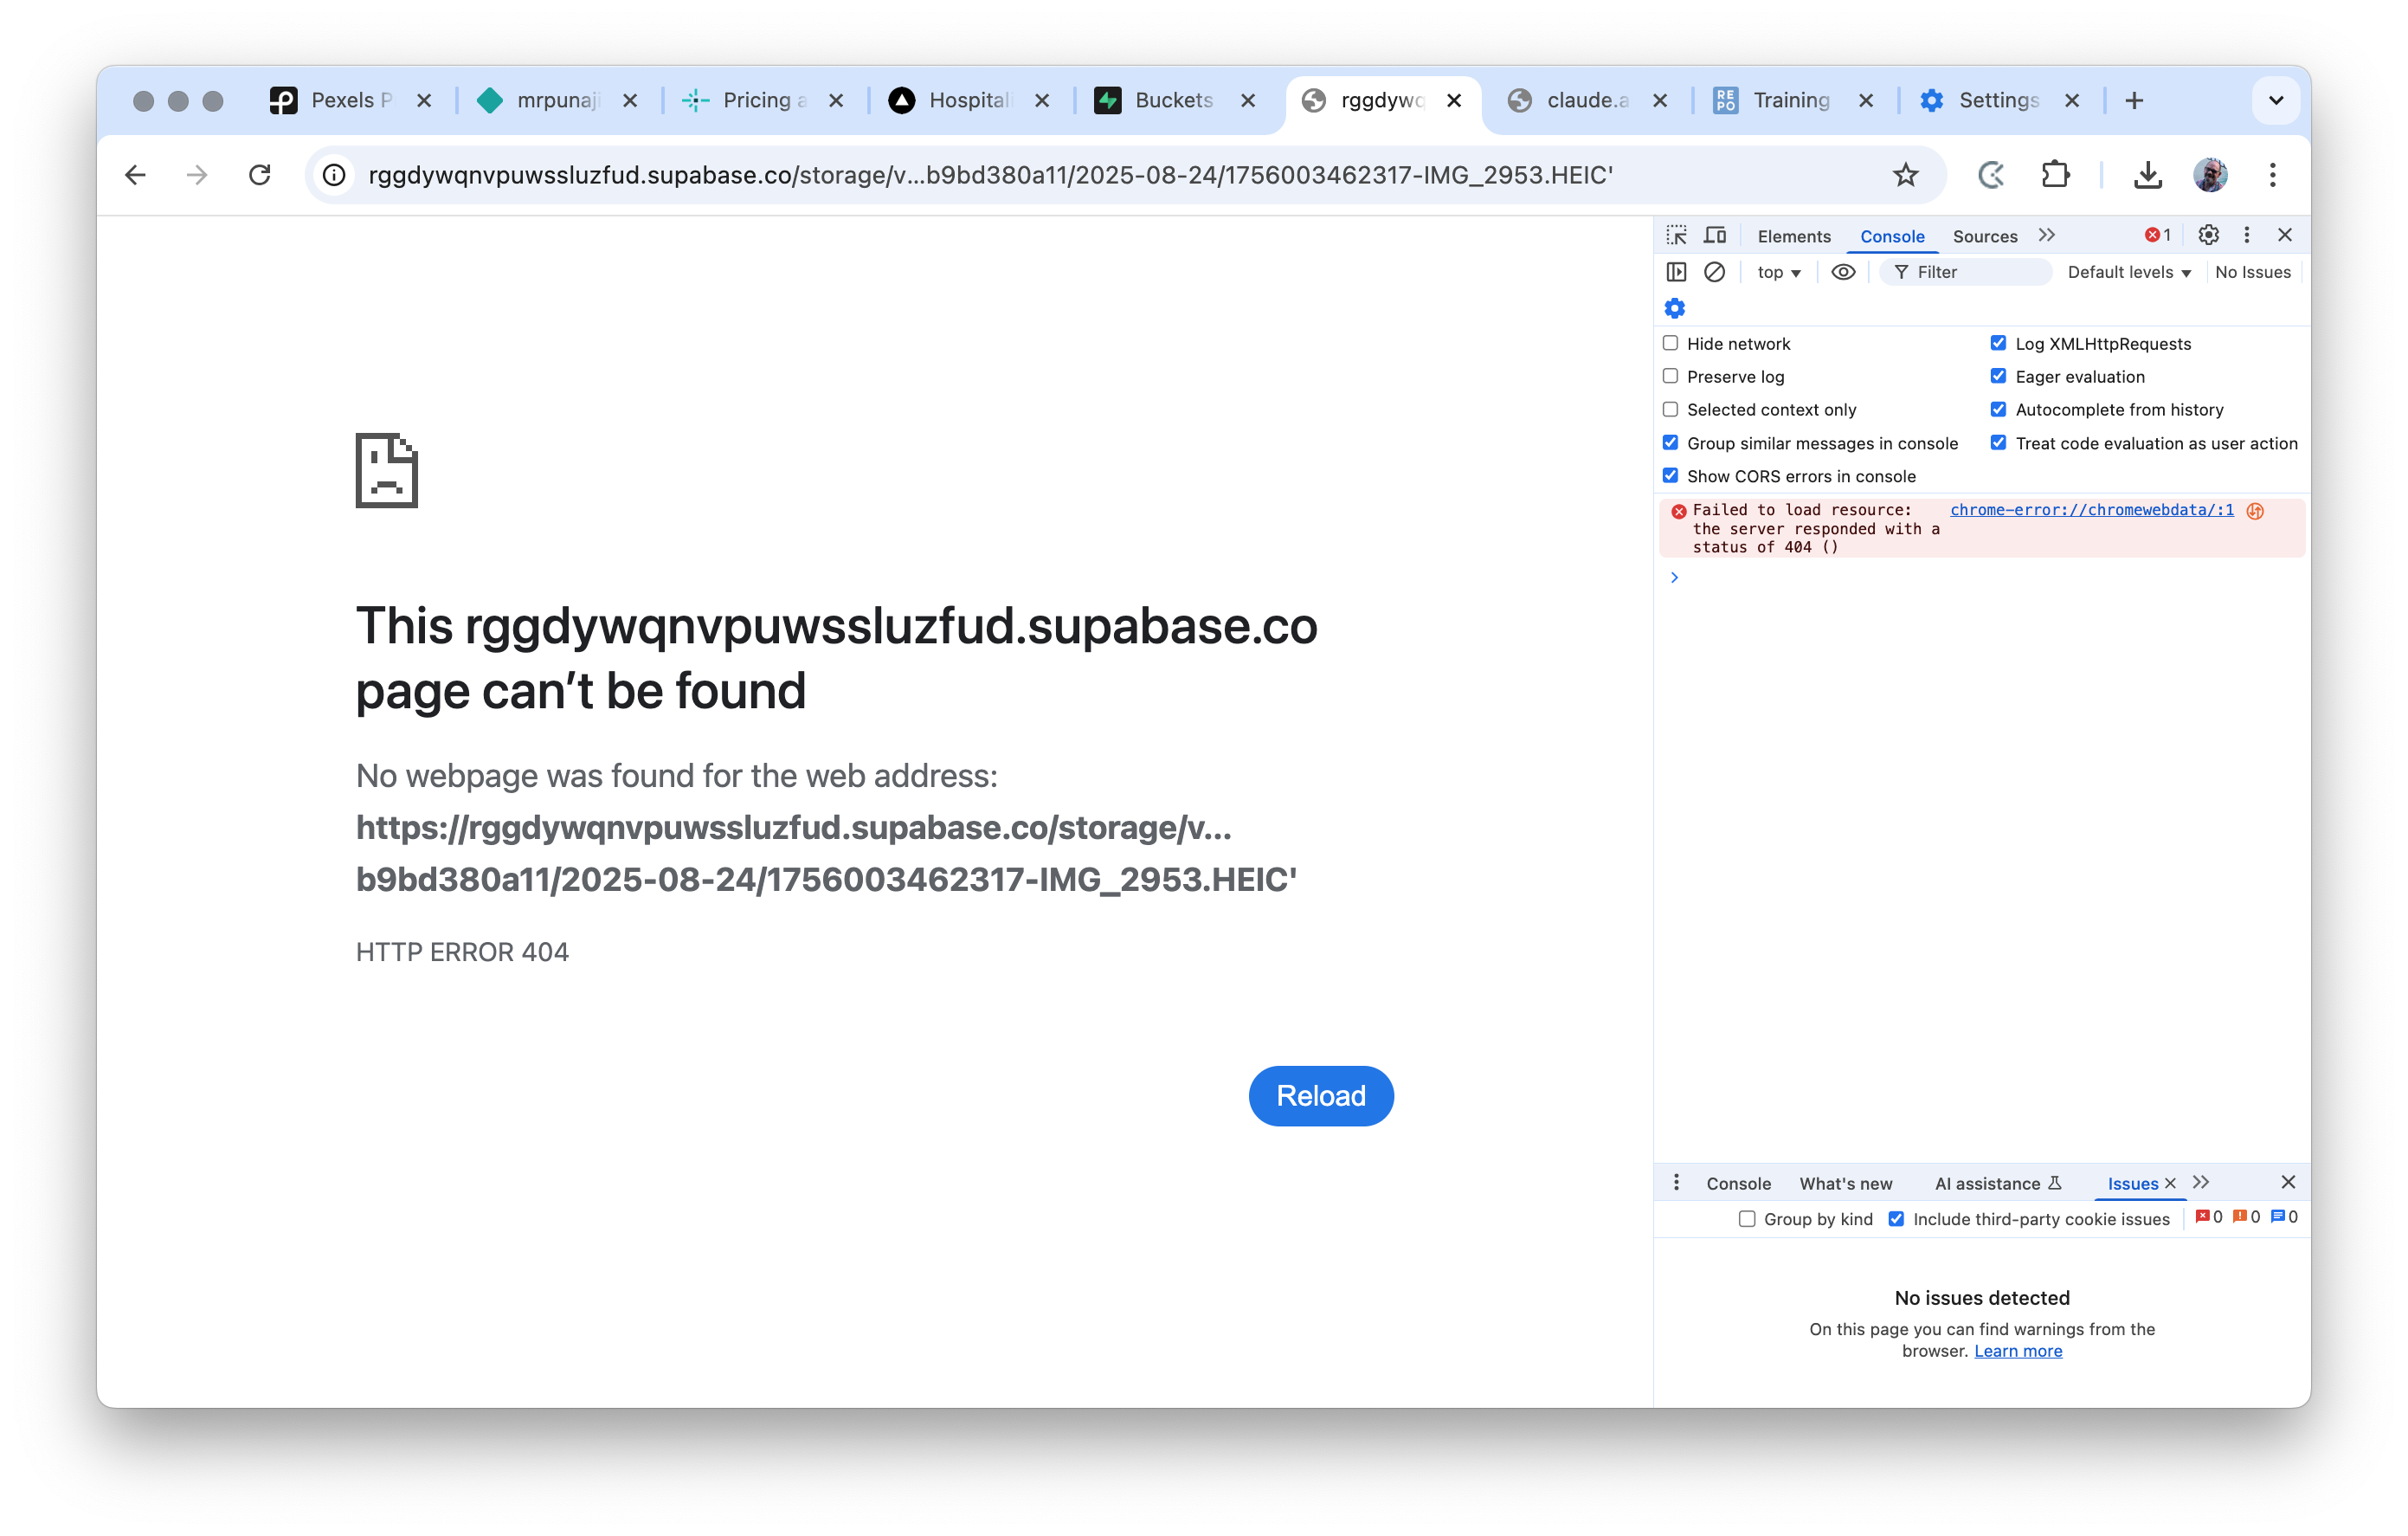 Pexels P
mrpunaji
Pricing a
Hospitali
Buckets
rggdywq
claude.a
RE
PO
Training
Settings
rggdywqnvpuwssluzfud.supabase.co/storage/v...b9bd380a11/2025-08-24/1756003462317-IMG_2953.HEIC'
This rggdywqnvpuwssluzfud.supabase.co
page can’t be found
No webpage was found for the web address:
https://rggdywqnvpuwssluzfud.supabase.co/storage/v...
b9bd380a11/2025-08-24/1756003462317-IMG_2953.HEIC'
HTTP ERROR 404
Reload
Elements
Console
Sources
1
top
Filter
Default levels
No Issues
Hide network
Log XMLHttpRequests
Preserve log
Eager evaluation
Selected context only
Autocomplete from history
Group similar messages in console
Treat code evaluation as user action
Show CORS errors in console
Failed to load resource: chrome-error://chromewebdata/:1
the server responded with a
status of 404 ()
Console
What's new
AI assistance
Issues
Group by kind
Include third-party cookie issues
0
0
0
No issues detected
On this page you can find warnings from the
browser. Learn more